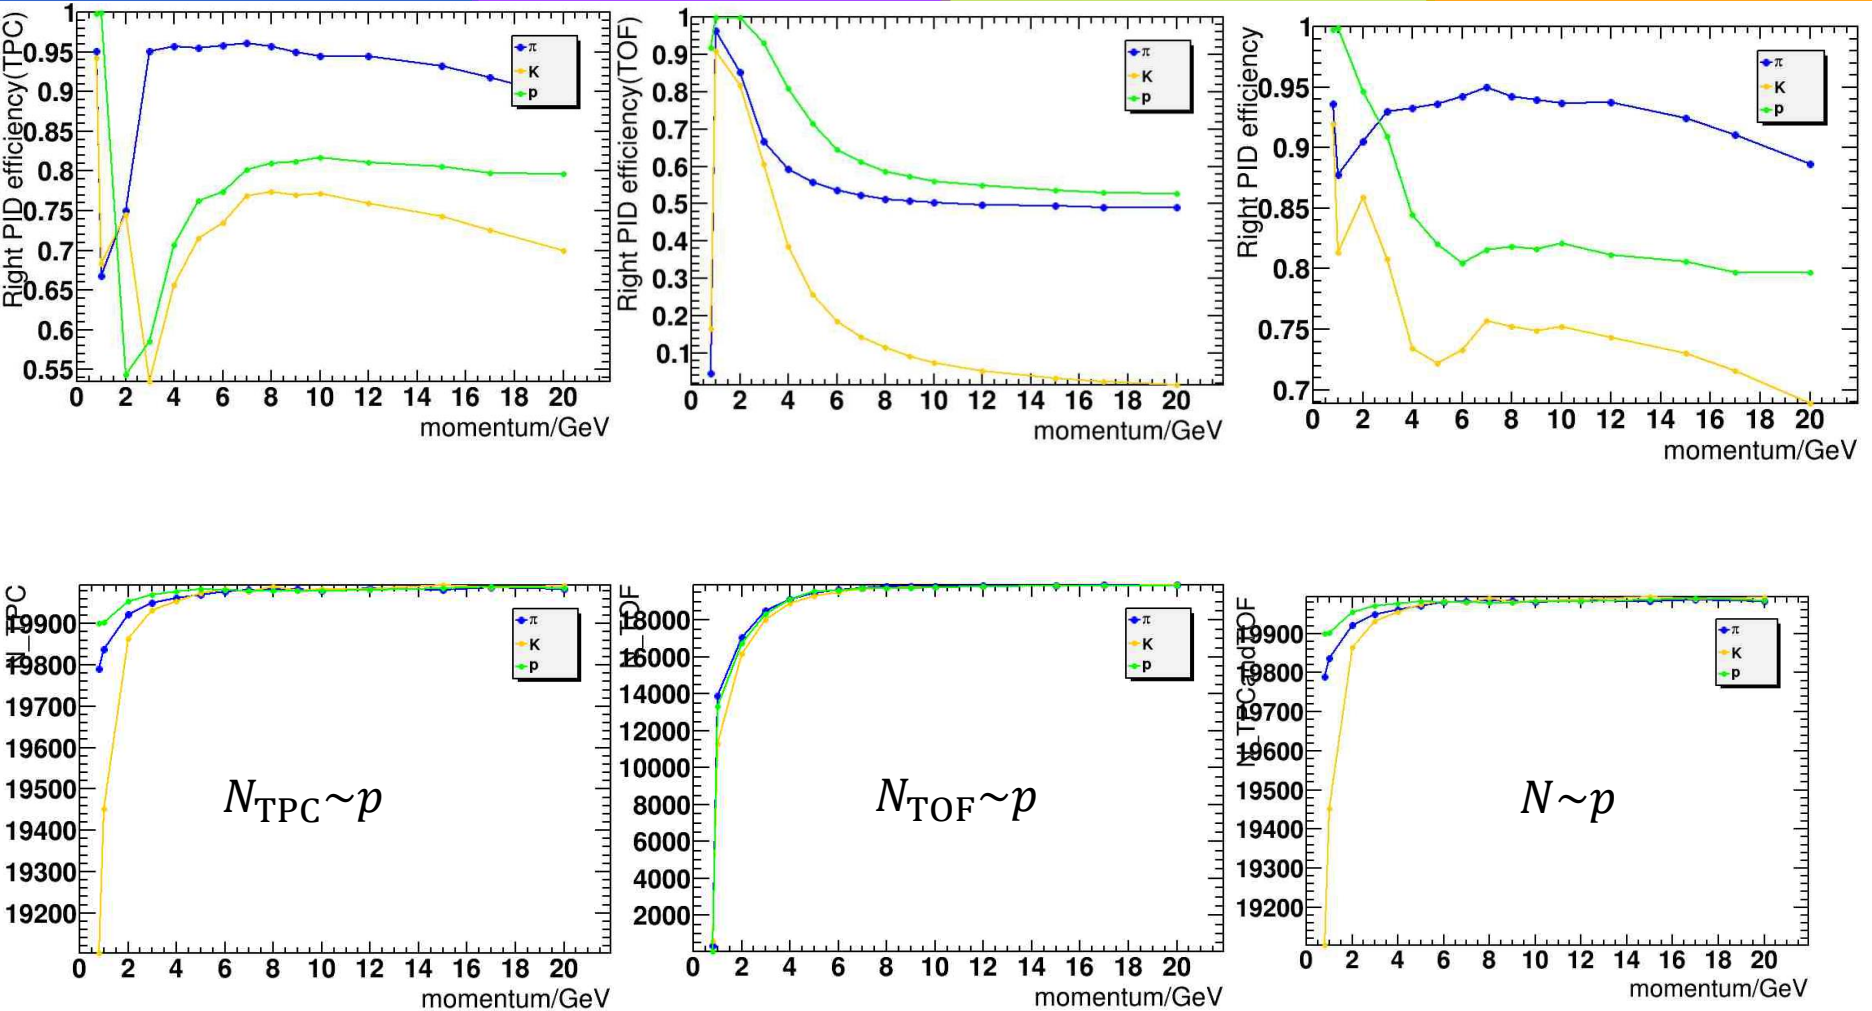 Right PID efficiency(TPC)
1
0.95
0.9
0.85
0.8
0.75
0.7
0.65
0.6
0.55
0 2 4 6 8 10 12 14 16 18 20
momentum/GeV
π
K
p
Right PID efficiency(TOF)
1
0.9
0.8
0.7
0.6
0.5
0.4
0.3
0.2
0.1
0 2 4 6 8 10 12 14 16 18 20
momentum/GeV
π
K
p
Right PID efficiency
1
0.95
0.9
0.85
0.8
0.75
0.7
0 2 4 6 8 10 12 14 16 18 20
momentum/GeV
π
K
p
N_TPC
19900
19800
19700
19600
19500
19400
19300
19200
0 2 4 6 8 10 12 14 16 18 20
momentum/GeV
π
K
p
N_TPC~p
N_TOF
18000
16000
14000
12000
10000
8000
6000
4000
2000
0 2 4 6 8 10 12 14 16 18 20
momentum/GeV
π
K
p
N_TOF~p
N_TPCandTOF
19900
19800
19700
19600
19500
19400
19300
19200
0 2 4 6 8 10 12 14 16 18 20
momentum/GeV
π
K
p
N~p